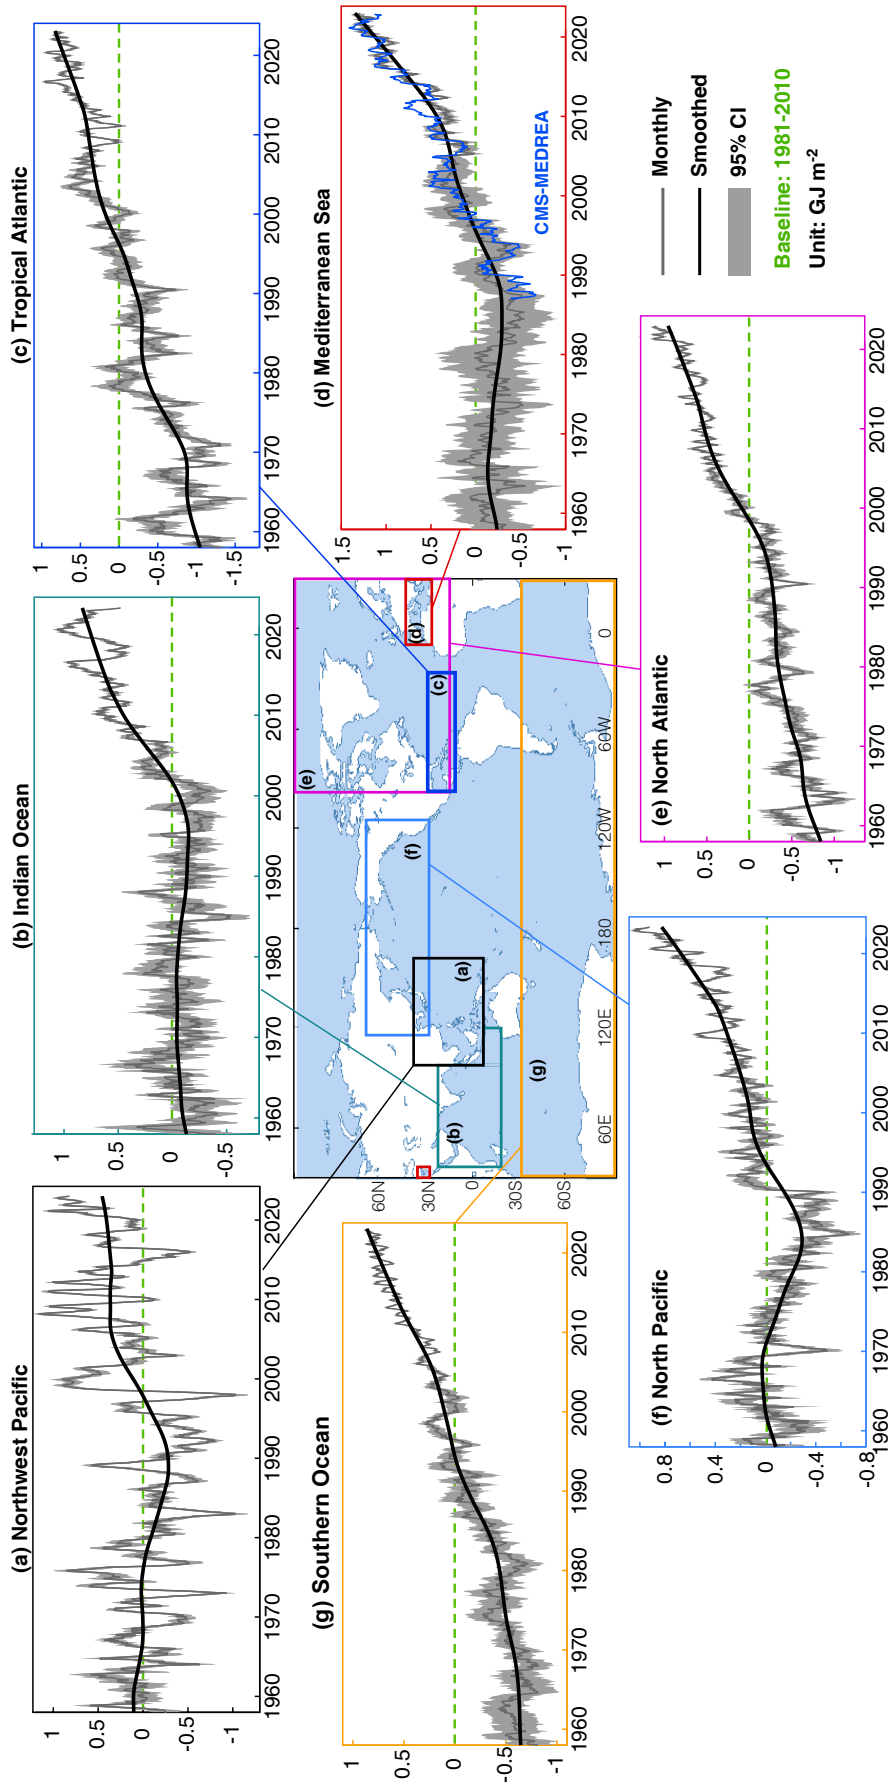 (a) Northwest Pacific
1
0.5
0
-0.5
-1
1960 1970 1980 1990 2000 2010 2020
(b) Indian Ocean
1
0.5
0
-0.5
1960 1970 1980 1990 2000 2010 2020
(c) Tropical Atlantic
1
0.5
0
-0.5
-1
-1.5
1960 1970 1980 1990 2000 2010 2020
(g) Southern Ocean
1
0.5
0
-0.5
-1
1960 1970 1980 1990 2000 2010 2020
60N
30N
0
30S
60S
60E 120E 180 120W 60W 0
(a)
(b)
(c)
(d)
(e)
(f)
(g)
(d) Mediterranean Sea
1.5
1
0.5
0
-0.5
-1
CMS-MEDREA
1960 1970 1980 1990 2000 2010 2020
(f) North Pacific
0.8
0.4
0
-0.4
-0.8
1960 1970 1980 1990 2000 2010 2020
(e) North Atlantic
1
0.5
0
-0.5
-1
1960 1970 1980 1990 2000 2010 2020
Monthly
Smoothed
95% CI
Baseline: 1981-2010
Unit: GJ m⁻²